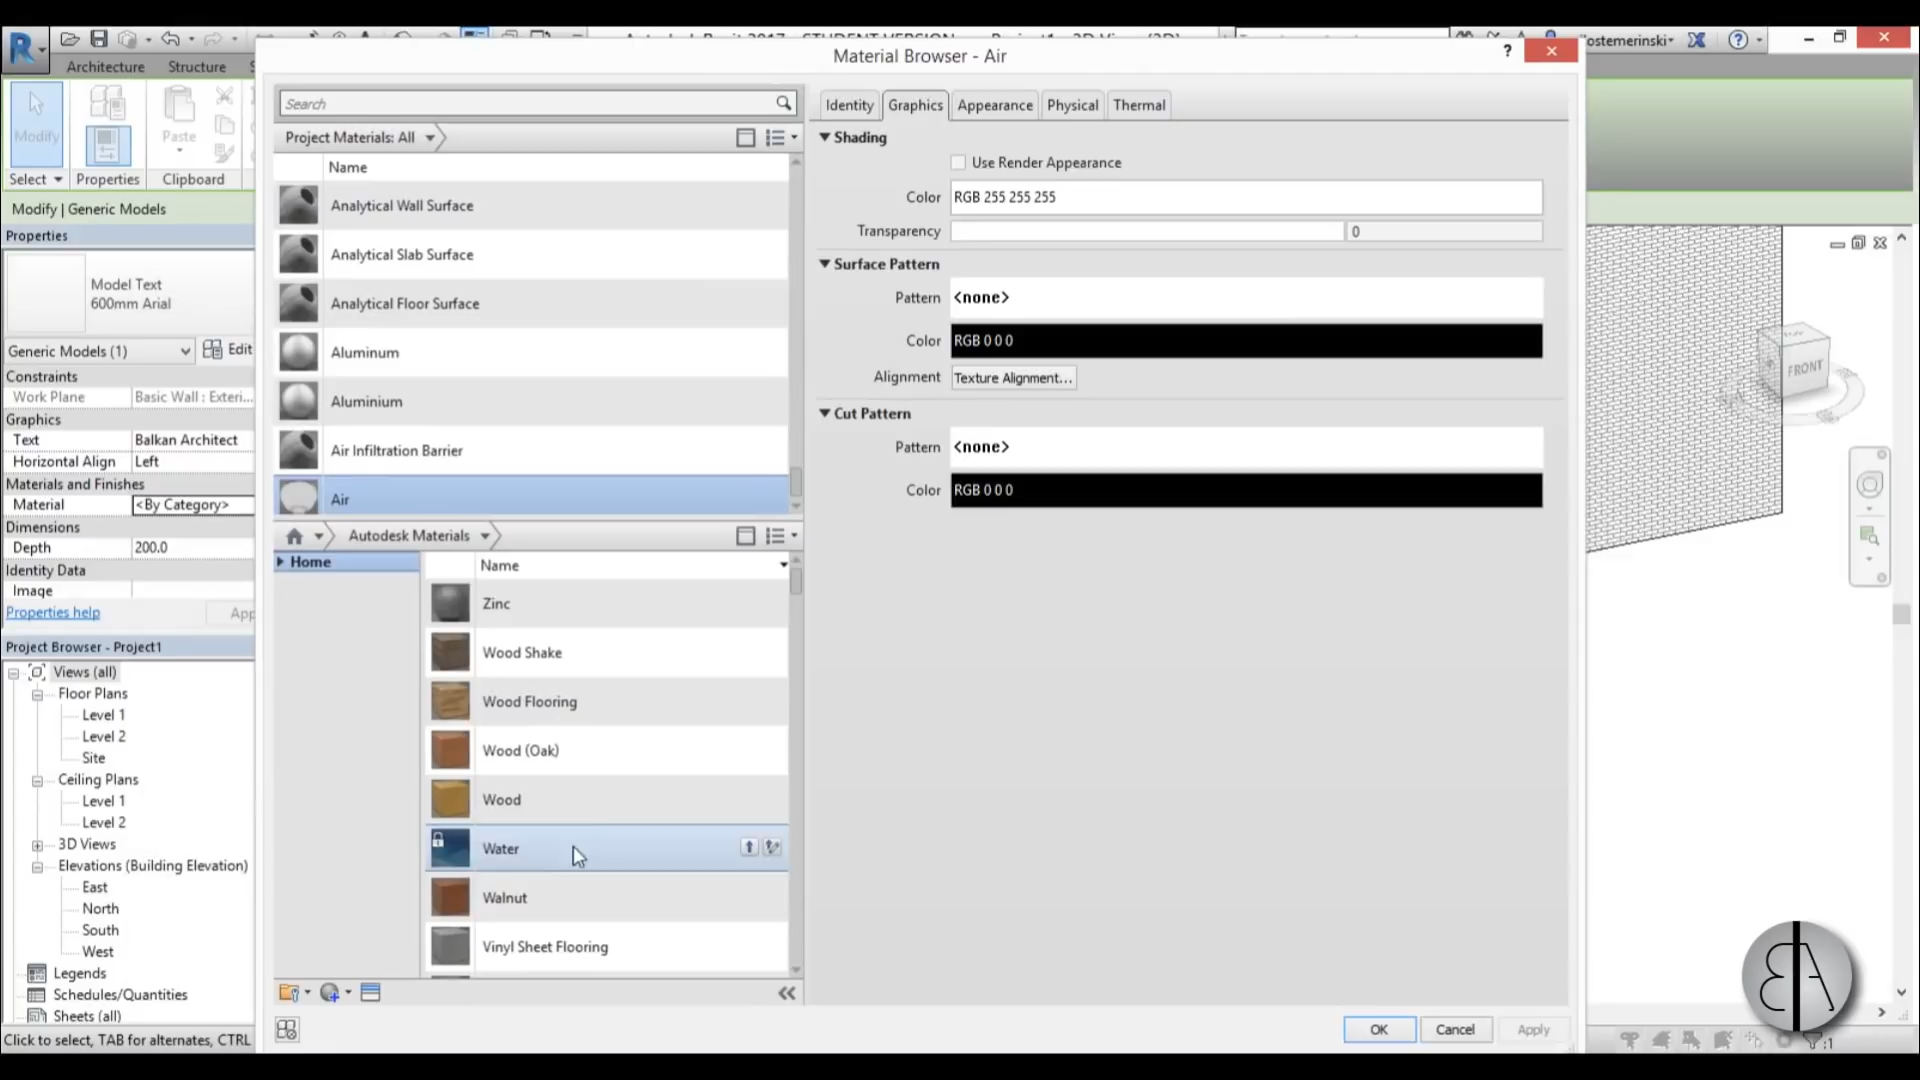 Material Browser - Air
ostemerinski
Architecture
Structure
Modify
Paste
Select
Properties
Clipboard
Modify | Generic Models
Properties
Model Text
600mm Arial
Generic Models (1)
Edit
Constraints
Work Plane
Basic Wall : Exteri...
Graphics
Text
Balkan Architect
Horizontal Align
Left
Materials and Finishes
Material
<By Category>
Dimensions
Depth
200.0
Identity Data
Image
Properties help
App
Project Browser - Project1
Views (all)
Floor Plans
Level 1
Level 2
Site
Ceiling Plans
Level 1
Level 2
3D Views
Elevations (Building Elevation)
East
North
South
West
Legends
Schedules/Quantities
Sheets (all)
Click to select, TAB for alternates, CTRL
Search
Project Materials: All
Name
Analytical Wall Surface
Analytical Slab Surface
Analytical Floor Surface
Aluminum
Aluminium
Air Infiltration Barrier
Air
Autodesk Materials
Home
Name
Zinc
Wood Shake
Wood Flooring
Wood (Oak)
Wood
Water
Walnut
Vinyl Sheet Flooring
Identity
Graphics
Appearance
Physical
Thermal
Shading
Use Render Appearance
Color
RGB 255 255 255
Transparency
0
Surface Pattern
Pattern
<none>
Color
RGB 0 0 0
Alignment
Texture Alignment...
Cut Pattern
Pattern
<none>
Color
RGB 0 0 0
OK
Cancel
Apply
FRONT
:1